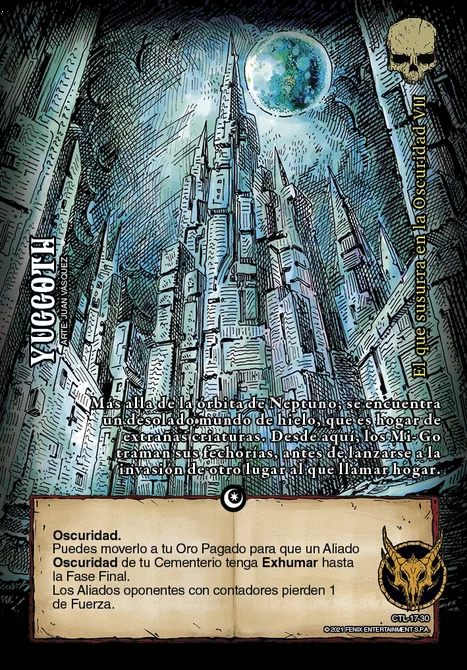 El que susurra en la Oscuridad VII
YUGGOTH
ARTE: JUAN VASQUEZ
Más alla de la órbita de Neptuno, se encuentra
un desolado mundo de hielo, que es hogar de
extrañas criaturas. Desde aquí, los Mi-Go
traman sus fechorías, antes de lanzarse a la
invasión de otro lugar al que llamar hogar.
Oscuridad.
Puedes moverlo a tu Oro Pagado para que un Aliado
Oscuridad de tu Cementerio tenga Exhumar hasta
la Fase Final.
Los Aliados oponentes con contadores pierden 1
de Fuerza.
CTL-17-30
© 2021 FENIX ENTERTAINMENT S.P.A.